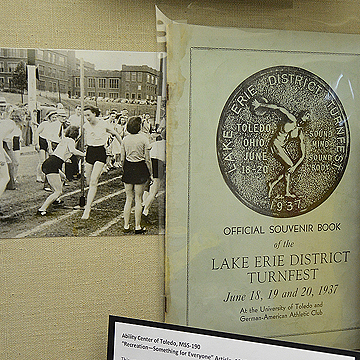 LAKE ERIE DISTRICT TURNFEST
TOLEDO
OHIO
JUNE
18-20
SOUND
MIND
IN
SOUND
BODY
1937
OFFICIAL SOUVENIR BOOK
of the
LAKE ERIE DISTRICT
TURNFEST
June 18, 19 and 20, 1937
At the University of Toledo and
German-American Athletic Club
Ability Center of Toledo, MSS-190
"Recreation—Something for Everyone"